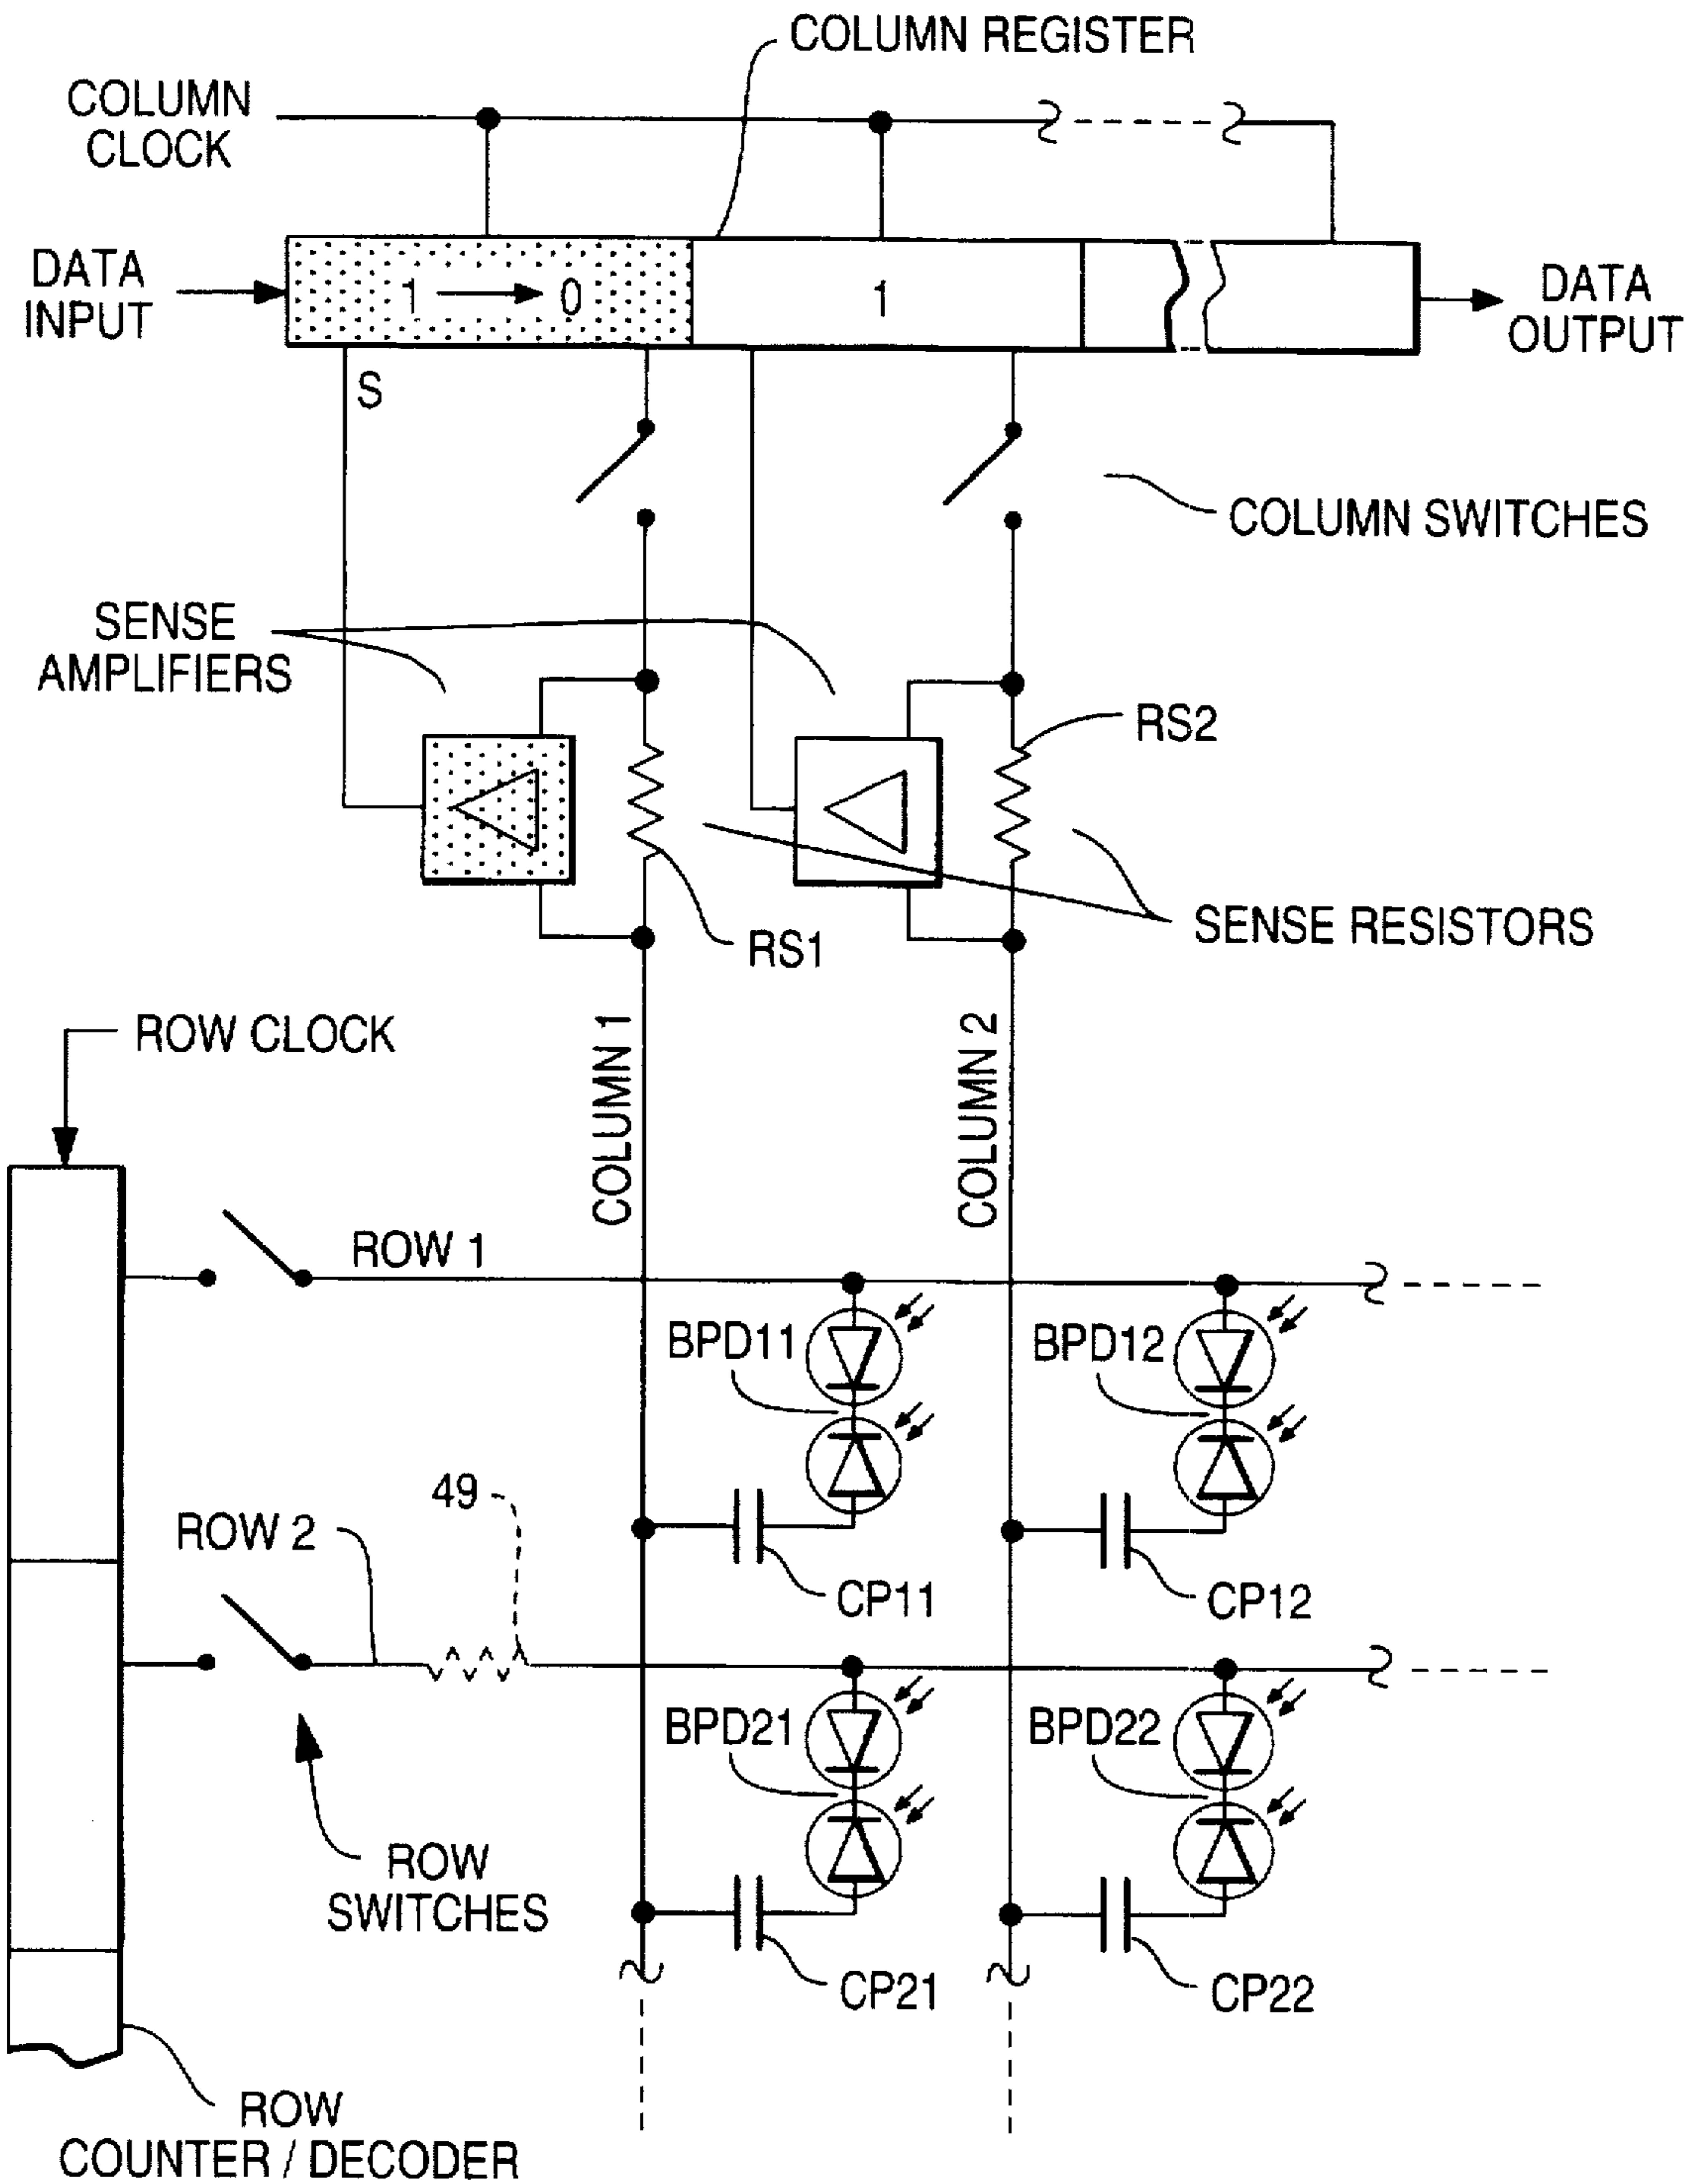 COLUMN REGISTER
COLUMN
CLOCK
DATA
INPUT
1
0
1
DATA
OUTPUT
S
COLUMN SWITCHES
SENSE
AMPLIFIERS
RS2
RS1
SENSE RESISTORS
ROW CLOCK
COLUMN 1
COLUMN 2
ROW 1
BPD11
BPD12
49
ROW 2
CP11
CP12
BPD21
BPD22
ROW
SWITCHES
CP21
CP22
ROW
COUNTER / DECODER